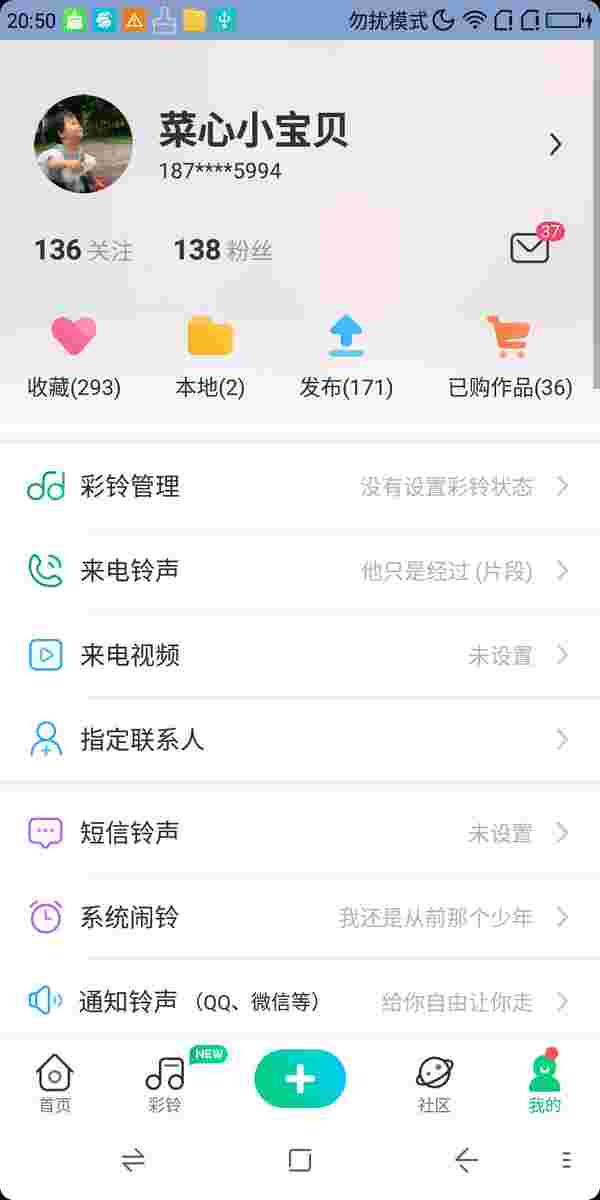 20:50 勿扰模式
菜心小宝贝
187****5994
136 关注 138 粉丝 37
收藏(293) 本地(2) 发布(171) 已购作品(36)
彩铃管理 没有设置彩铃状态
来电铃声 他只是经过 (片段)
来电视频 未设置
指定联系人
短信铃声 未设置
系统闹铃 我还是从前那个少年
通知铃声 （QQ、微信等） 给你自由让你走
NEW
首页 彩铃 社区 我的